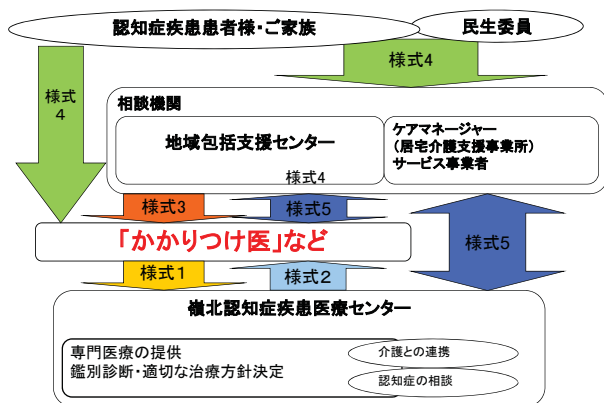 認知症疾患患者様・ご家族
民生委員
様式
4
様式4
相談機関
地域包括支援センター
様式4
ケアマネージャー
(居宅介護支援事業所)
サービス事業者
様式3
様式5
「かかりつけ医」など
様式5
様式1
様式2
嶺北認知症疾患医療センター
専門医療の提供
鑑別診断・適切な治療方針決定
介護との連携
認知症の相談